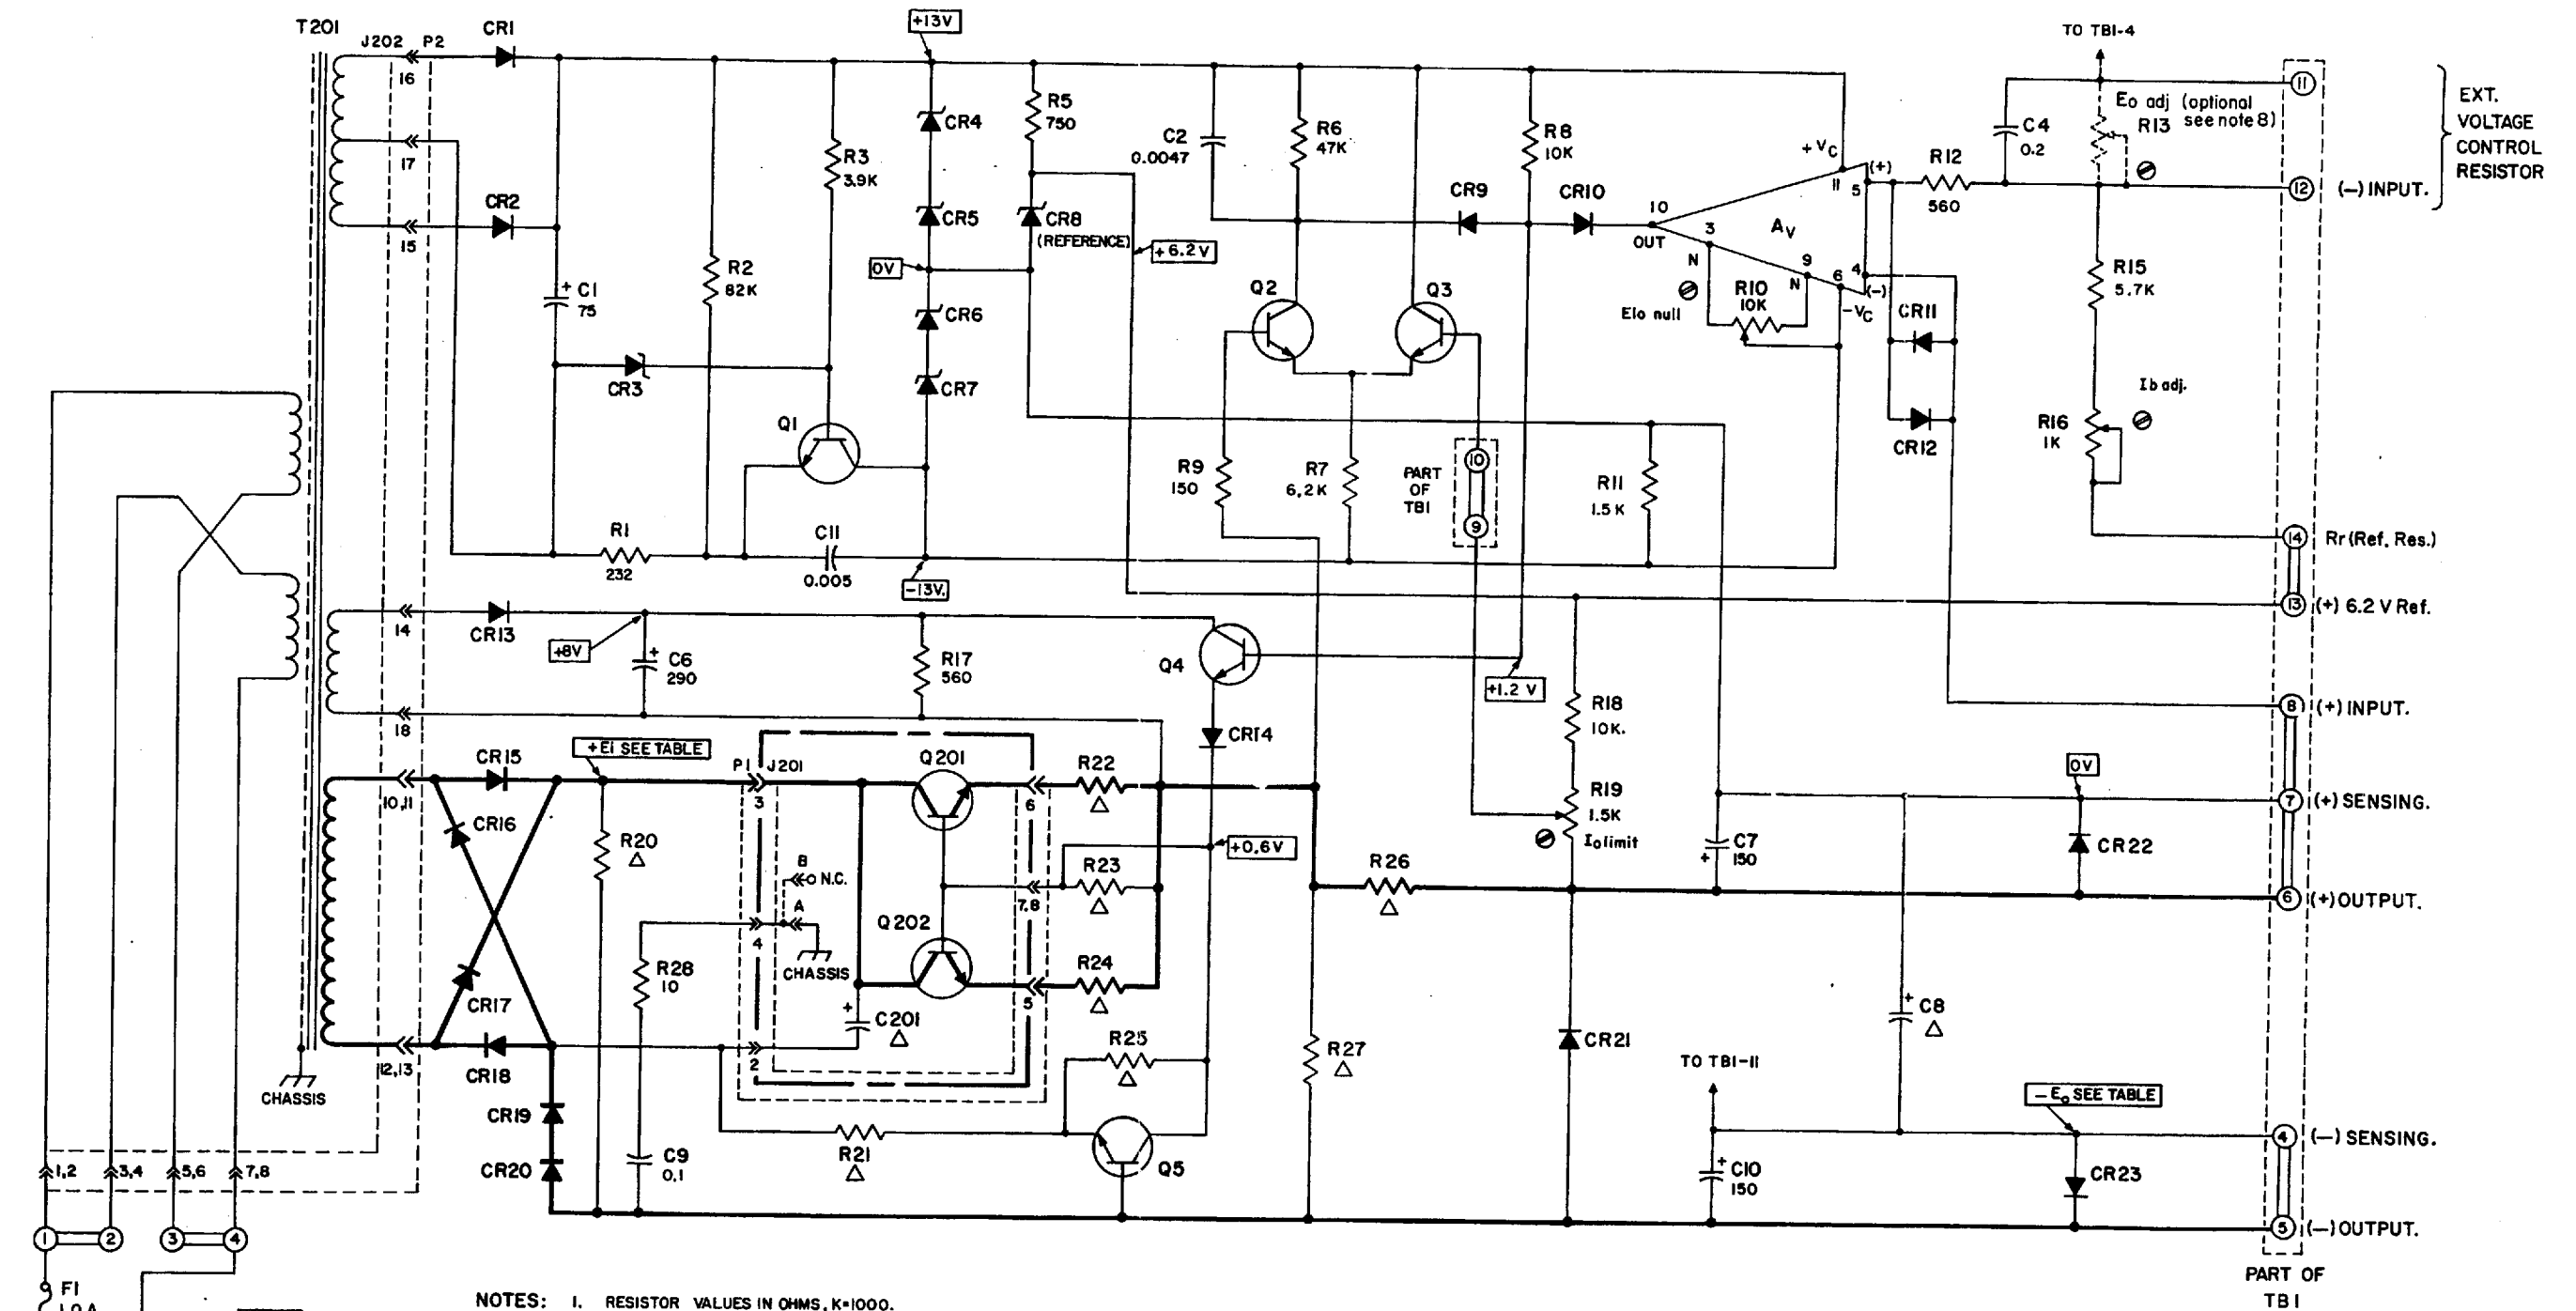 T201
J202 P2
CR1
+13V
TO TB1-4
16
17
15
CR2
C1
75
+
R2
82K
R3
3.9K
CR4
CR5
0V
CR6
CR7
R5
750
CR8
(REFERENCE)
+6.2V
C2
0.0047
R6
47K
R8
10K
CR9
CR10
10
OUT
3
N
AV
9
N
6
4
(-)
-VC
+VC
11
5
(+)
R10
10K
EIo null
R12
560
C4
0.2
Eo adj (optional
R13 see note 8)
11
12
(-) INPUT.
EXT.
VOLTAGE
CONTROL
RESISTOR
CR11
CR12
R15
5.7K
Ib adj.
R16
1K
CR3
Q1
Q2
Q3
R9
150
R7
6.2K
PART
OF
TB1
10
9
R11
1.5K
R1
232
C11
0.005
-13V.
14
Rr (Ref. Res.)
13
(+) 6.2 V Ref.
14
CR13
+8V
+
C6
290
R17
560
Q4
+1.2 V
R18
10K.
18
CR14
8
(+) INPUT.
CR15
+Ei SEE TABLE
P1 J201
3
Q201
6
R22
△
10,11
CR16
R20
△
B
N.C.
A
4
CHASSIS
7,8
R23
△
+0.6V
R19
1.5K
Io limit
R26
△
C7
150
+
0V
7
(+) SENSING.
CR22
6
(+) OUTPUT.
Q202
R28
10
CR17
5
R24
△
+
C201
△
12,13
CR18
2
R25
△
R27
△
CR21
+
C8
△
TO TB1-11
CHASSIS
CR19
CR20
C9
0.1
R21
△
Q5
+
C10
150
-Eo SEE TABLE
4
(-) SENSING.
CR23
5
(-) OUTPUT.
1,2
3,4
5,6
7,8
1
2
3
4
F1
PART OF
TB1
NOTES: 1. RESISTOR VALUES IN OHMS, K=1000.